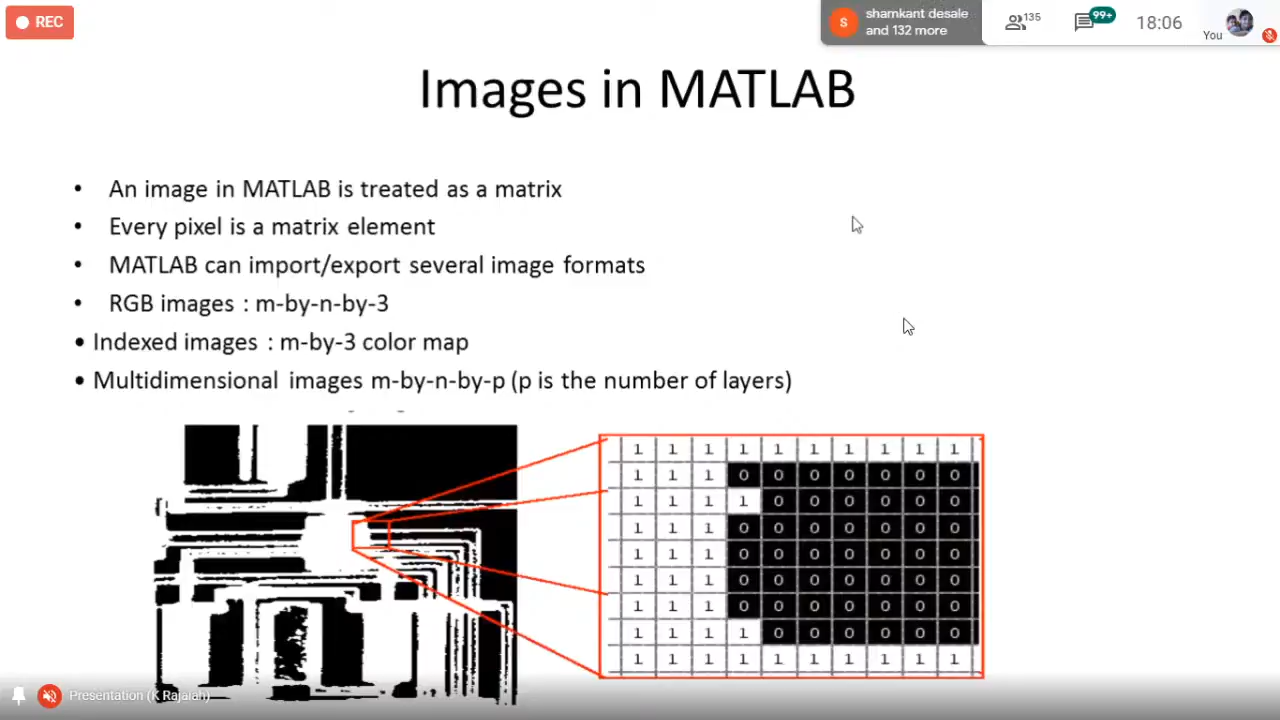 REC
S
shamkant desale
and 132 more
135
99+
18:06
You
Images in MATLAB
• An image in MATLAB is treated as a matrix
• Every pixel is a matrix element
• MATLAB can import/export several image formats
• RGB images : m-by-n-by-3
• Indexed images : m-by-3 color map
• Multidimensional images m-by-n-by-p (p is the number of layers)
1 1 1 1 1 1 1 1 1 1
1 1 1 0 0 0 0 0 0 0
1 1 1 1 0 0 0 0 0 0
1 1 1 0 0 0 0 0 0 0
1 1 1 0 0 0 0 0 0 0
1 1 1 0 0 0 0 0 0 0
1 1 1 0 0 0 0 0 0 0
1 1 1 1 0 0 0 0 0 0
1 1 1 1 1 1 1 1 1 1
Presentation (K Rajaiah)